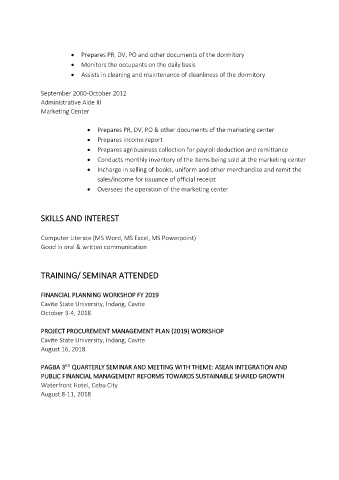 • Prepares PR, DV, PO and other documents of the dormitory
• Monitors the occupants on the daily basis
• Assists in cleaning and maintenance of cleanliness of the dormitory
September 2000-October 2012
Administrative Aide III
Marketing Center
• Prepares PR, DV, PO & other documents of the marketing center
• Prepares income report
• Prepares agribusiness collection for payroll deduction and remittance
• Conducts monthly inventory of the items being sold at the marketing center
• Incharge in selling of books, uniform and other merchandise and remit the
sales/income for issuance of official receipt
• Oversees the operation of the marketing center
SKILLS AND INTEREST
Computer Literate (MS Word, MS Excel, MS Powerpoint)
Good in oral & written communication
TRAINING/ SEMINAR ATTENDED
FINANCIAL PLANNING WORKSHOP FY 2019
Cavite State University, Indang, Cavite
October 3-4, 2018
PROJECT PROCUREMENT MANAGEMENT PLAN (2019) WORKSHOP
Cavite State University, Indang, Cavite
August 16, 2018
PAGBA 3RD QUARTERLY SEMINAR AND MEETING WITH THEME: ASEAN INTEGRATION AND
PUBLIC FINANCIAL MANAGEMENT REFORMS TOWARDS SUSTAINABLE SHARED GROWTH
Waterfront Hotel, Cebu City
August 8-11, 2018